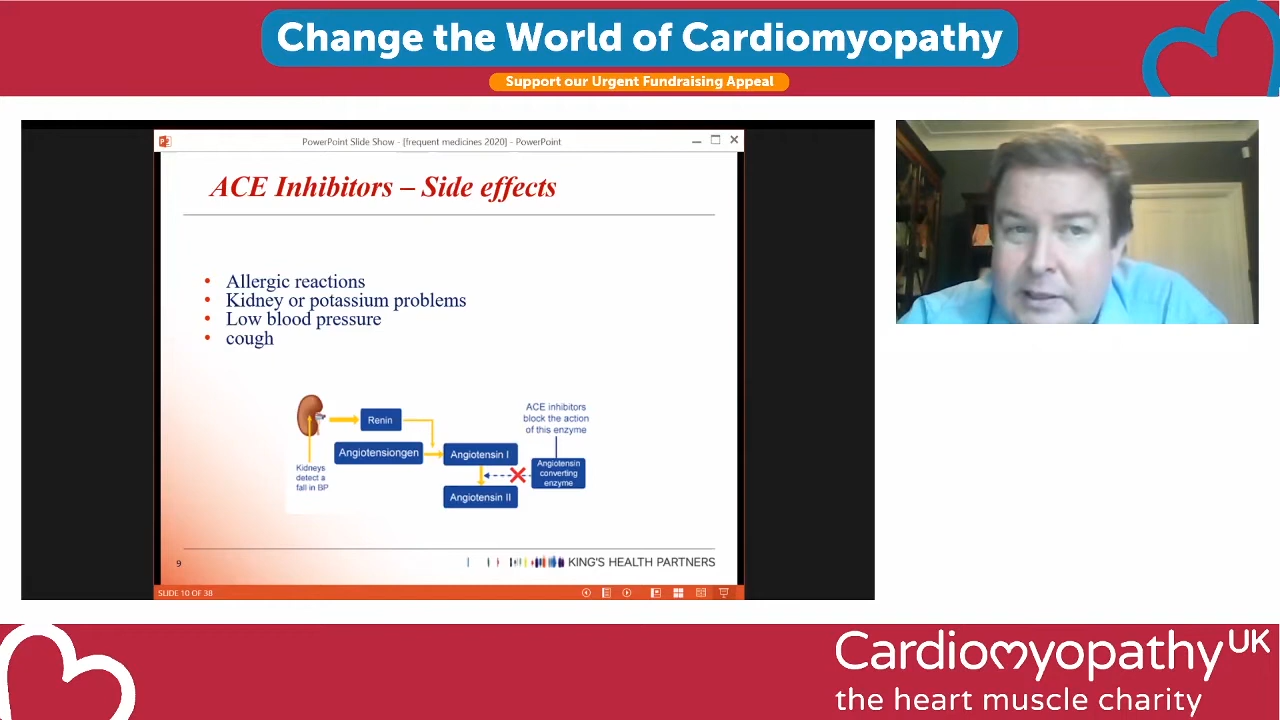 Change the World of Cardiomyopathy
Support our Urgent Fundraising Appeal
PowerPoint Slide Show - [frequent medicines 2020] - PowerPoint
ACE Inhibitors – Side effects
• Allergic reactions
• Kidney or potassium problems
• Low blood pressure
• cough
ACE inhibitors
block the action
of this enzyme
Renin
Angiotensiongen
Angiotensin I
Kidneys
detect a
fall in BP
Angiotensin
converting
enzyme
Angiotensin II
9
KING'S HEALTH PARTNERS
SLIDE 10 OF 38
Cardiomyopathy UK
the heart muscle charity